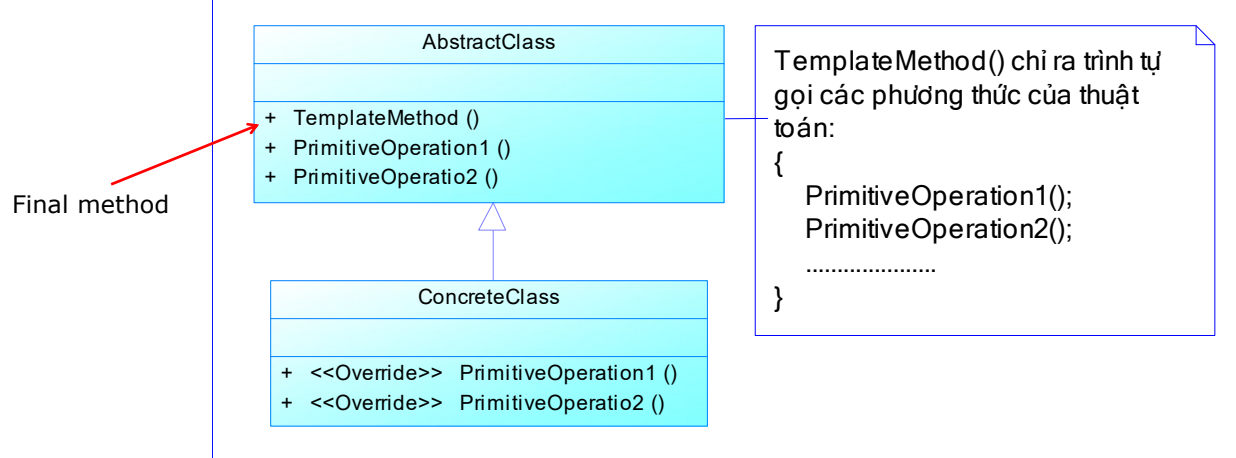 AbstractClass
+ TemplateMethod ()
+ PrimitiveOperation1 ()
+ PrimitiveOperatio2 ()
Final method
TemplateMethod() chỉ ra trình tự
gọi các phương thức của thuật
toán:
{
PrimitiveOperation1();
PrimitiveOperation2();
.....................
}
ConcreteClass
+ <<Override>> PrimitiveOperation1 ()
+ <<Override>> PrimitiveOperatio2 ()